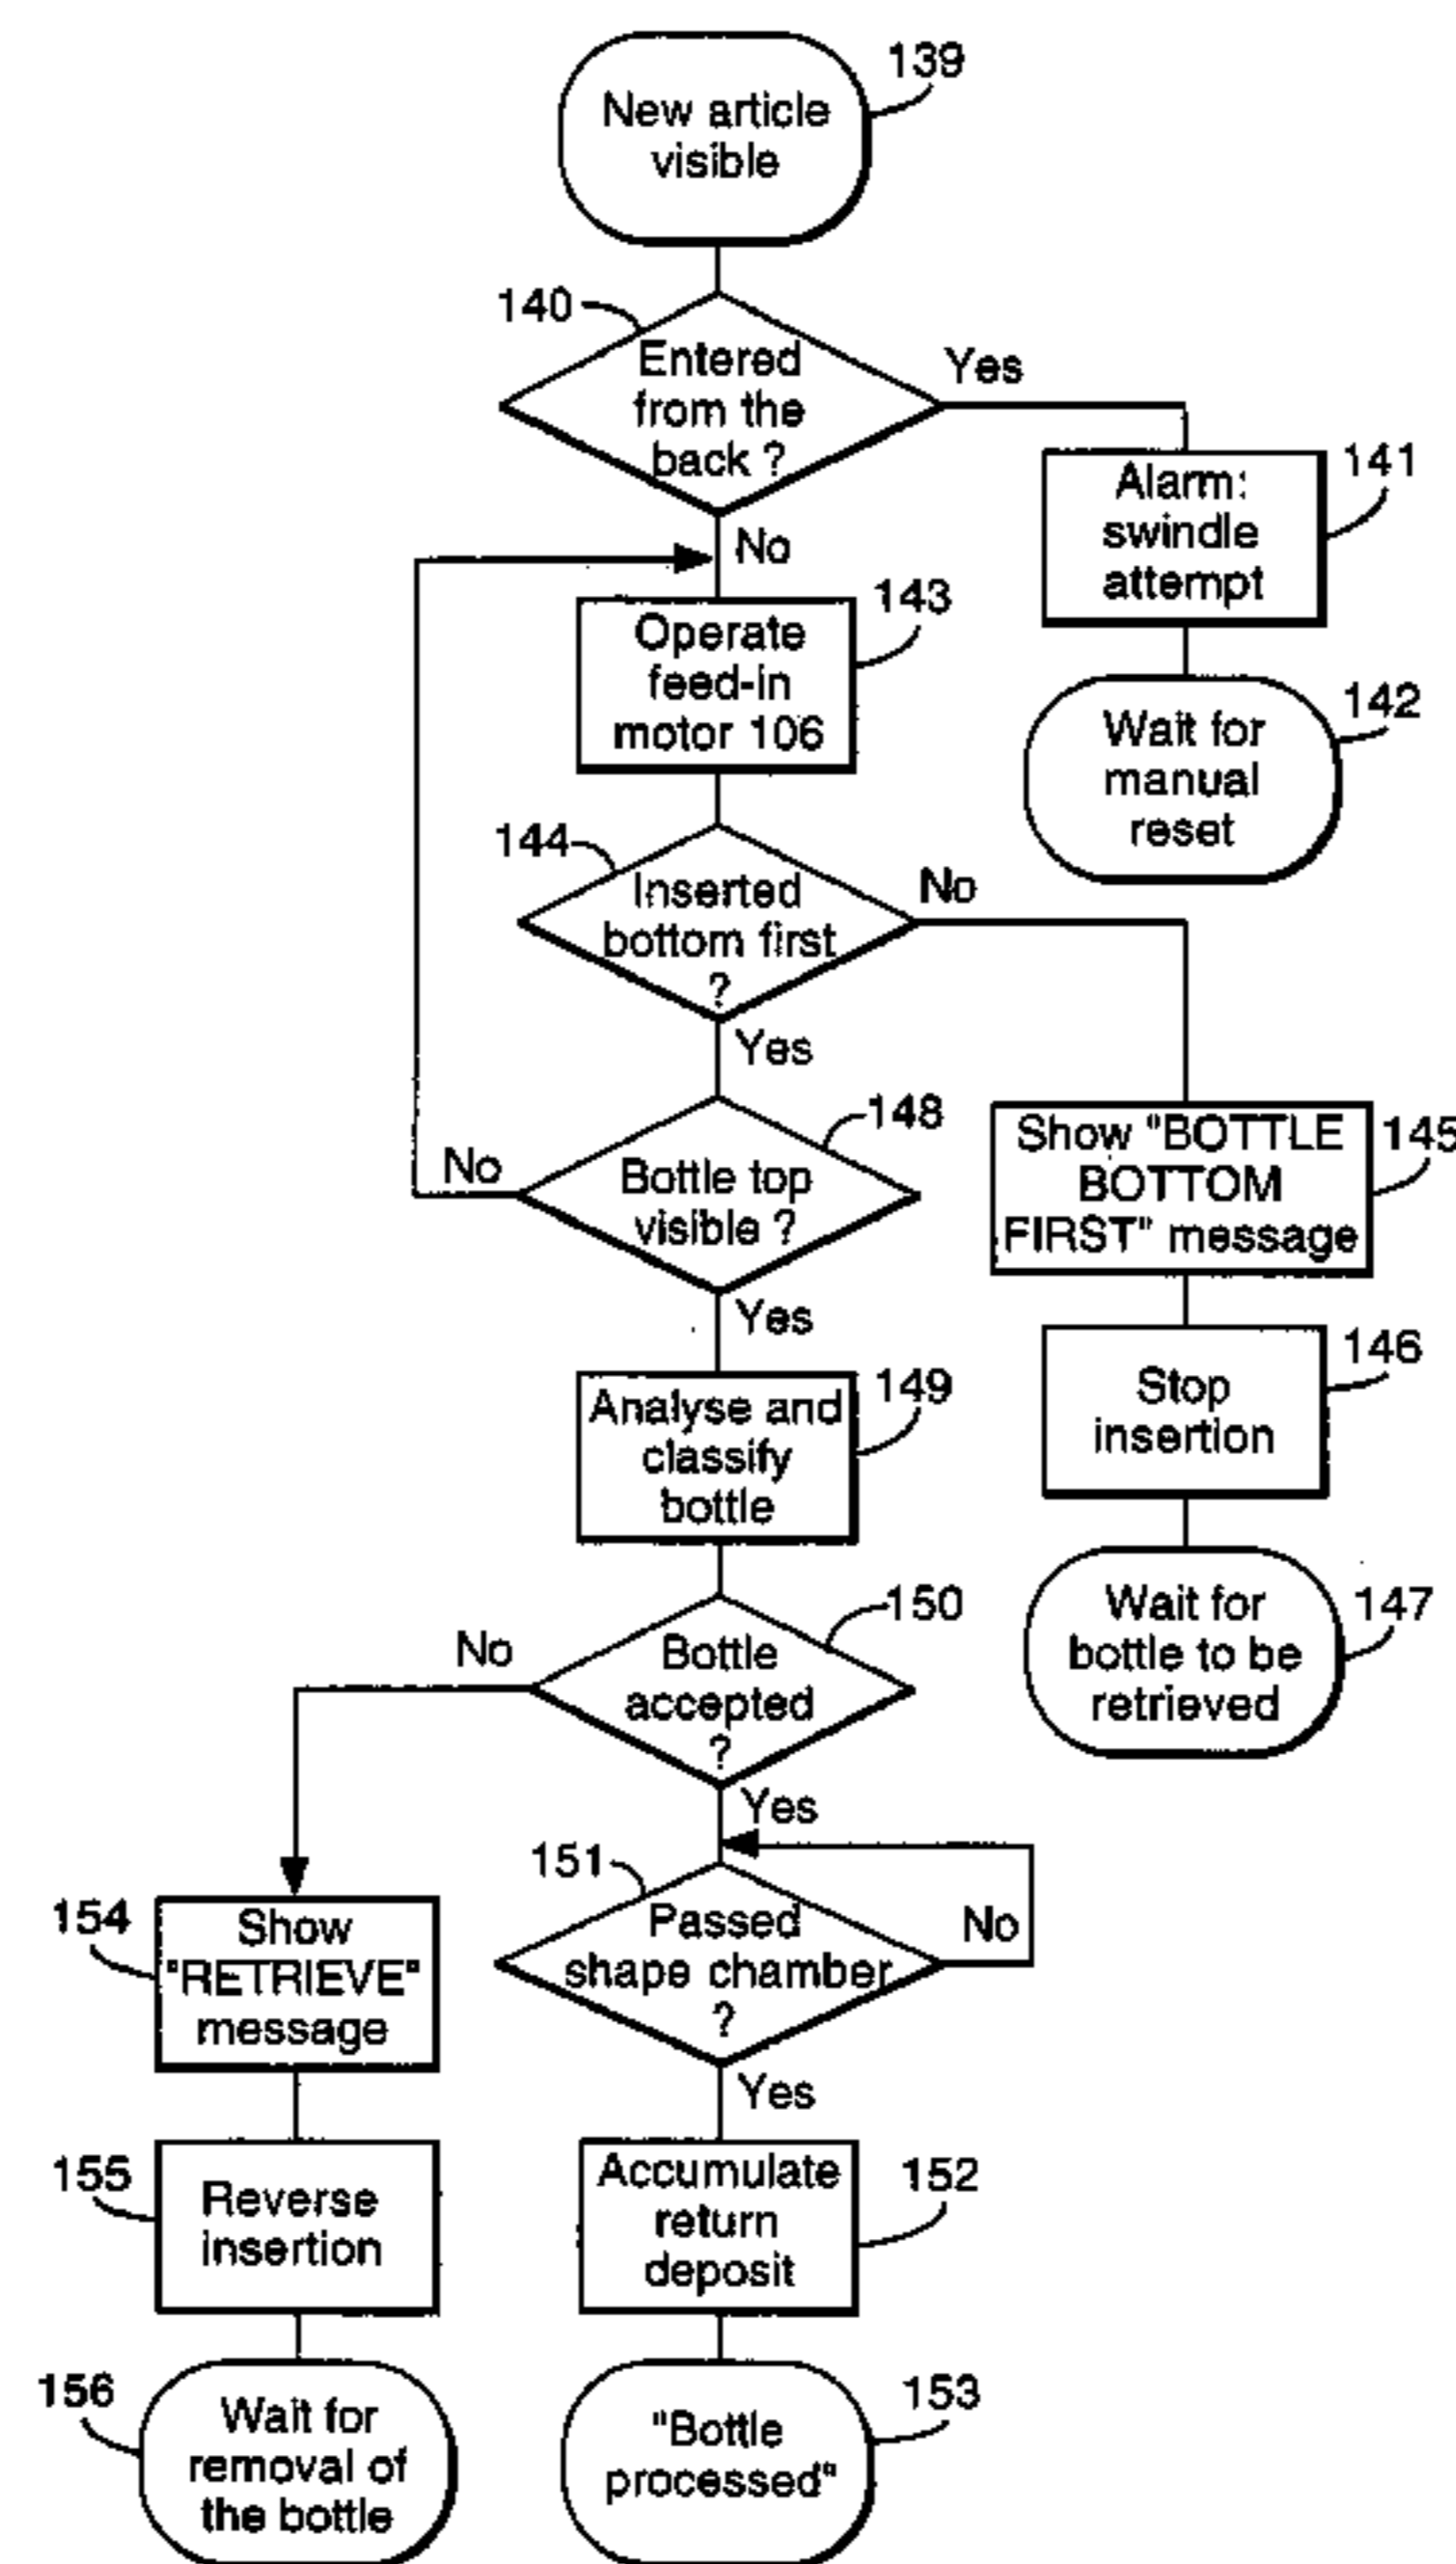 139
New article
visible
140
Entered
from the
back ?
Yes
No
Alarm:
swindle
attempt
141
Operate
feed-in
motor 106
143
Wait for
manual
reset
142
144
Inserted
bottom first
?
No
Yes
148
Bottle top
visible ?
No
Yes
Show "BOTTLE
BOTTOM
FIRST" message
145
Stop
insertion
146
Analyse and
classify
bottle
149
Wait for
bottle to be
retrieved
147
150
Bottle
accepted
?
No
Yes
151
Passed
shape chamber
?
No
Yes
154
Show
"RETRIEVE"
message
155
Reverse
insertion
Accumulate
return
deposit
152
156
Wait for
removal of
the bottle
"Bottle
processed"
153